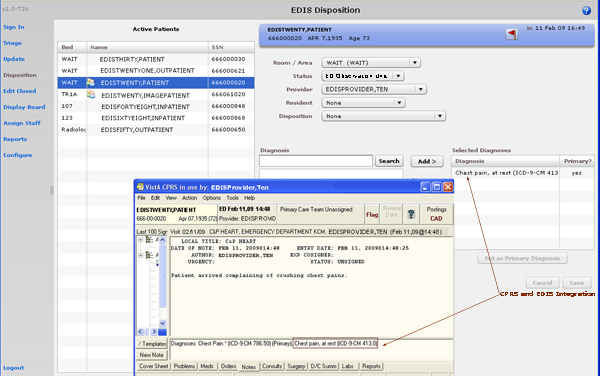 v1.0-T26
EDIS Disposition
?
Sign In
Triage
Update
Disposition
Edit Closed
Display Board
Assign Staff
Reports
Configure
Logout
Active Patients
Bed Name SSN
WAIT EDISTHIRTY,PATIENT 666000030
WAIT EDISTWENTYONE,OUTPATIENT 666000621
WAIT EDISTWENTY,PATIENT 666000020
TR1A EDISTWENTY,IMAGEPATIENT 666061020
107 EDISFORTYEIGHT,INPATIENT 666000848
123 EDISIXTYEIGHT,INPATIENT 666000868
Radiolog EDISFIFTY,OUTPATIENT 666000650
EDISTWENTY,PATIENT
666000020 APR 7,1935 Age 73
in: 11 Feb 09 16:49
Room / Area WAIT (WAIT)
Status
Provider EDISPROVIDER,TEN
Resident None
Disposition None
Diagnosis
Search
Add >
Selected Diagnoses
Diagnosis Primary?
Chest pain, at rest (ICD-9-CM 413 yes
Set as Primary Diagnosis
Cancel Save
CPRS and EDIS Integration
VistA CPRS in use by: EDISProvider,Ten
File Edit View Action Options Tools Help
EDISTWENTY,PATIENT
666-00-0020 Apr 07,1935 (72)
ED Feb 11,09 14:48
Provider: EDISPROVID
Primary Care Team Unassigned
Flag
Remote Data
Postings
CAD
Last 100 Sign Visit: 02/11/09 C&P HEART, EMERGENCY DEPARTMENT KCM, EDISPROVIDER,TEN (Feb 11,09@14:48)
LOCAL TITLE: C&P HEART
DATE OF NOTE: FEB 11, 2009@14:48 ENTRY DATE: FEB 11, 2009@14:48:25
AUTHOR: EDISPROVIDER,TEN EXP COSIGNER:
URGENCY: STATUS: UNSIGNED
Patient arrived complaining of crushing chest pains.
/ Templates
New Note
Diagnoses: Chest Pain * (ICD-9-CM 786.50) (Primary), Chest pain, at rest (ICD-9-CM 413.0)
Cover Sheet Problems Meds Orders Notes Consults Surgery D/C Summ Labs Reports